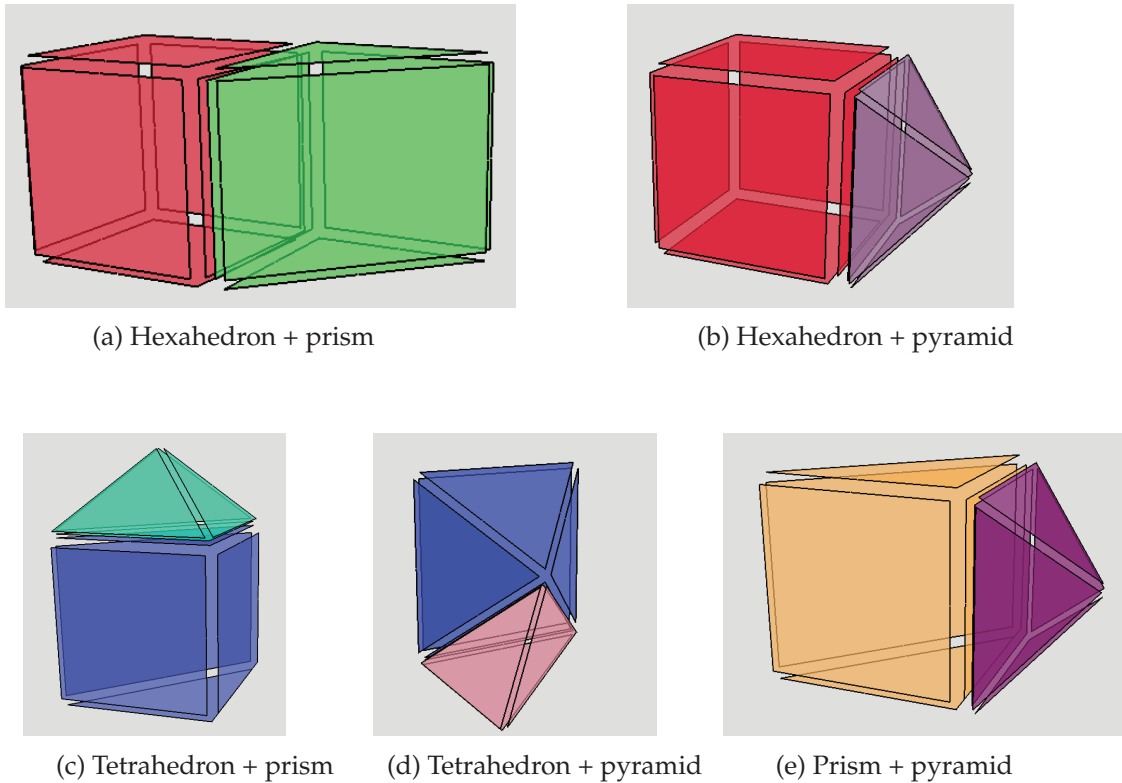 (a) Hexahedron + prism
(b) Hexahedron + pyramid
(c) Tetrahedron + prism
(d) Tetrahedron + pyramid
(e) Prism + pyramid